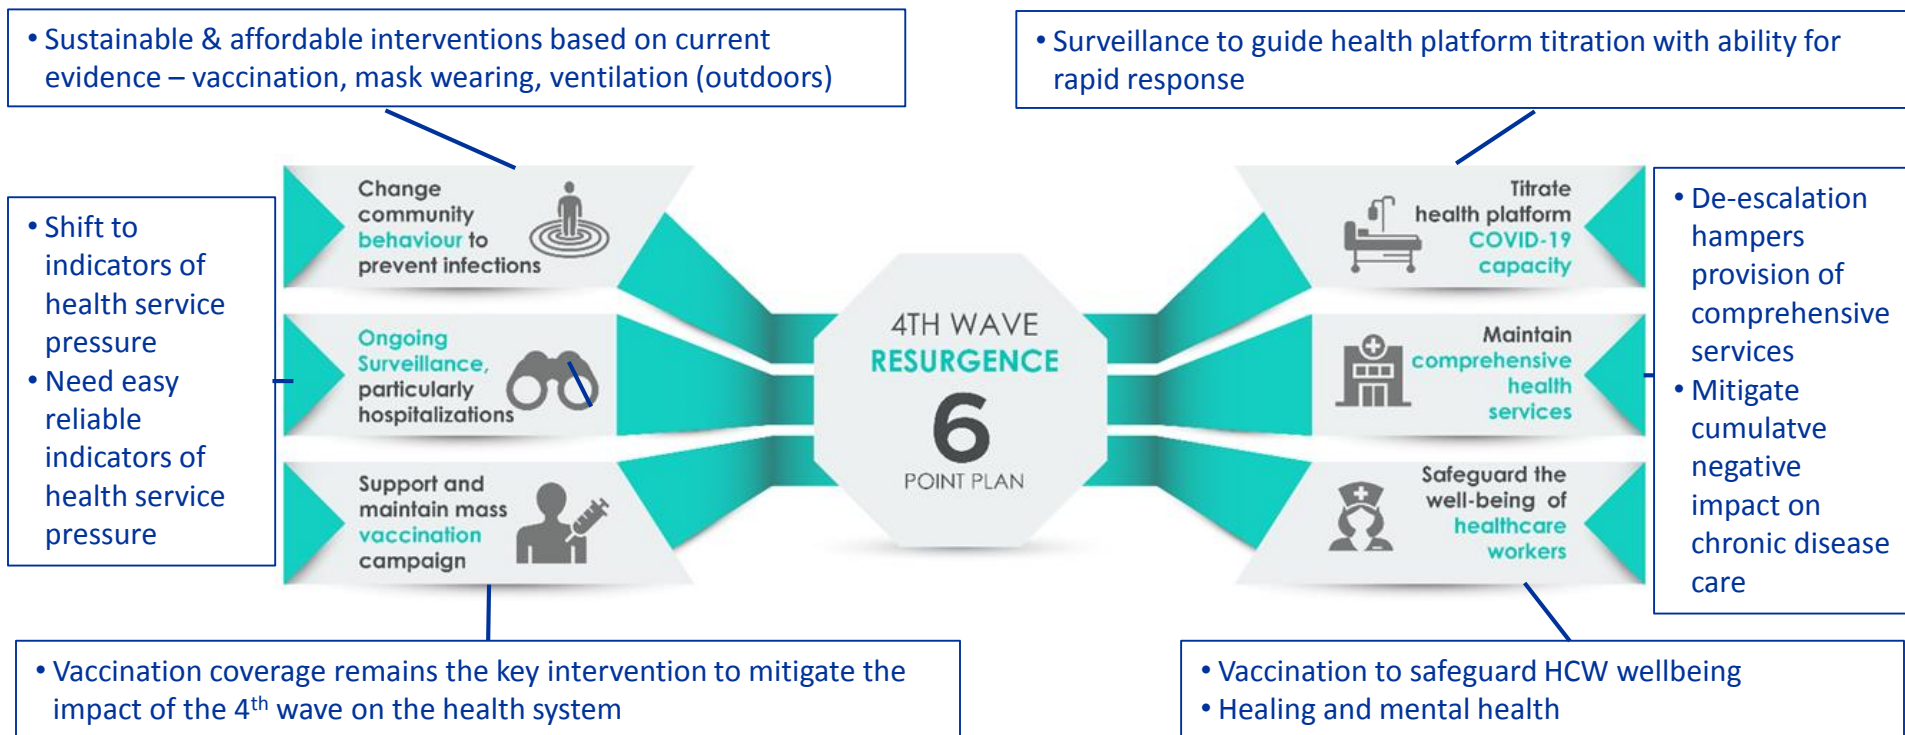 • Sustainable & affordable interventions based on current
evidence – vaccination, mask wearing, ventilation (outdoors)
• Surveillance to guide health platform titration with ability for
rapid response
• Shift to
indicators of
health service
pressure
• Need easy
reliable
indicators of
health service
pressure
Change
community
behaviour to
prevent infections
Ongoing
Surveillance,
particularly
hospitalizations
Support and
maintain mass
vaccination
campaign
4TH WAVE
RESURGENCE
6
POINT PLAN
Titrate
health platform
COVID-19
capacity
Maintain
comprehensive
health
services
Safeguard the
well-being of
healthcare
workers
• De-escalation
hampers
provision of
comprehensive
services
• Mitigate
cumulatve
negative
impact on
chronic disease
care
• Vaccination coverage remains the key intervention to mitigate the
impact of the 4th wave on the health system
• Vaccination to safeguard HCW wellbeing
• Healing and mental health